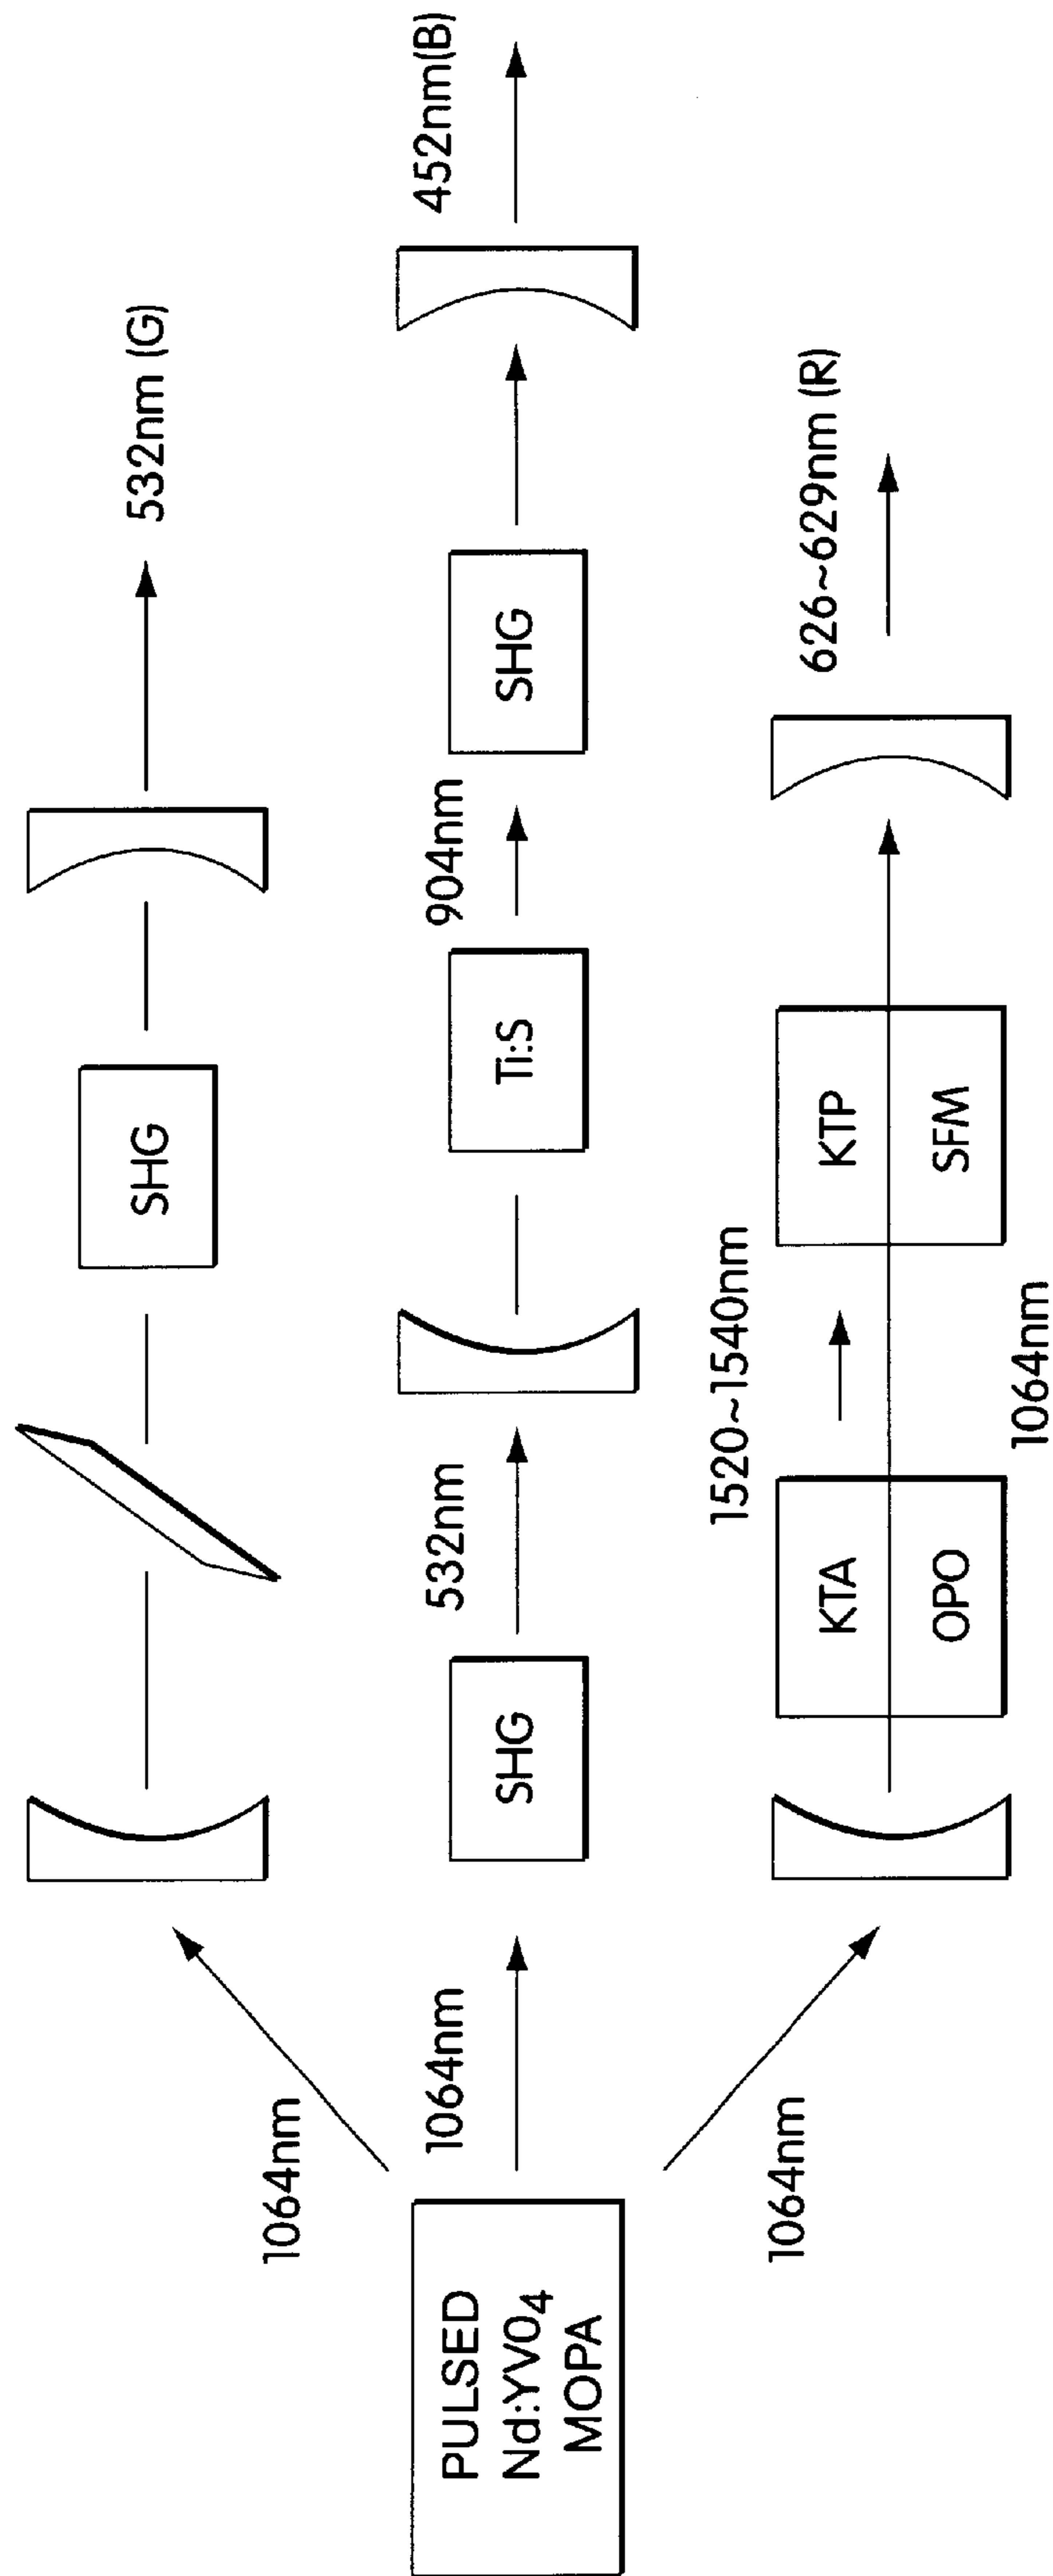 PULSED
Nd:YVO4
MOPA
1064nm
SHG
532nm (G)
1064nm
SHG
532nm
Ti:S
904nm
SHG
452nm(B)
1064nm
KTA
OPO
1520~1540nm
1064nm
KTP
SFM
626~629nm (R)